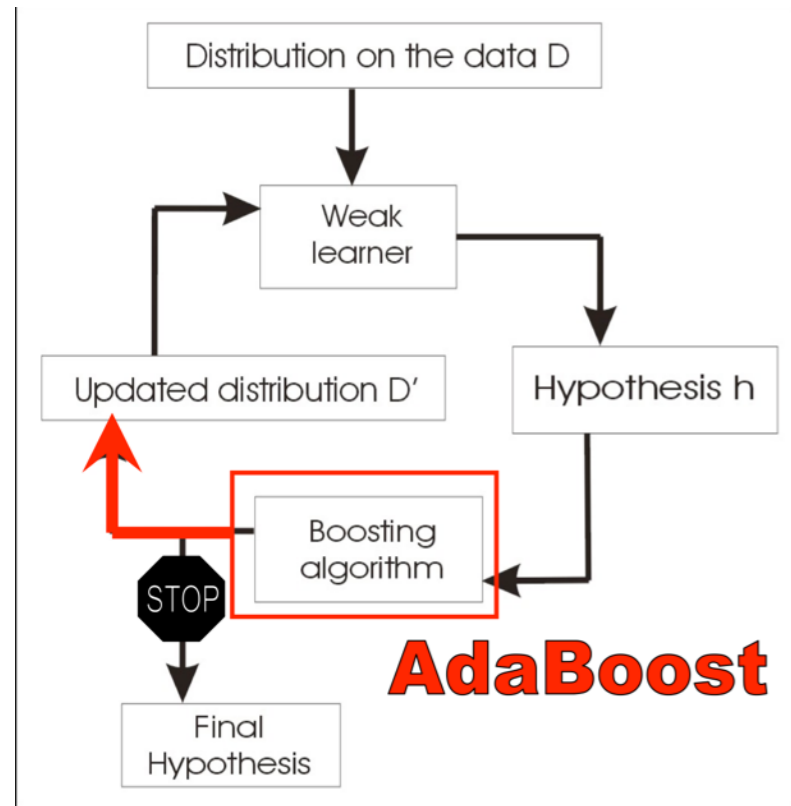 Distribution on the data D
Weak
learner
Updated distribution D'
Hypothesis h
Boosting
algorithm
STOP
AdaBoost
Final
Hypothesis